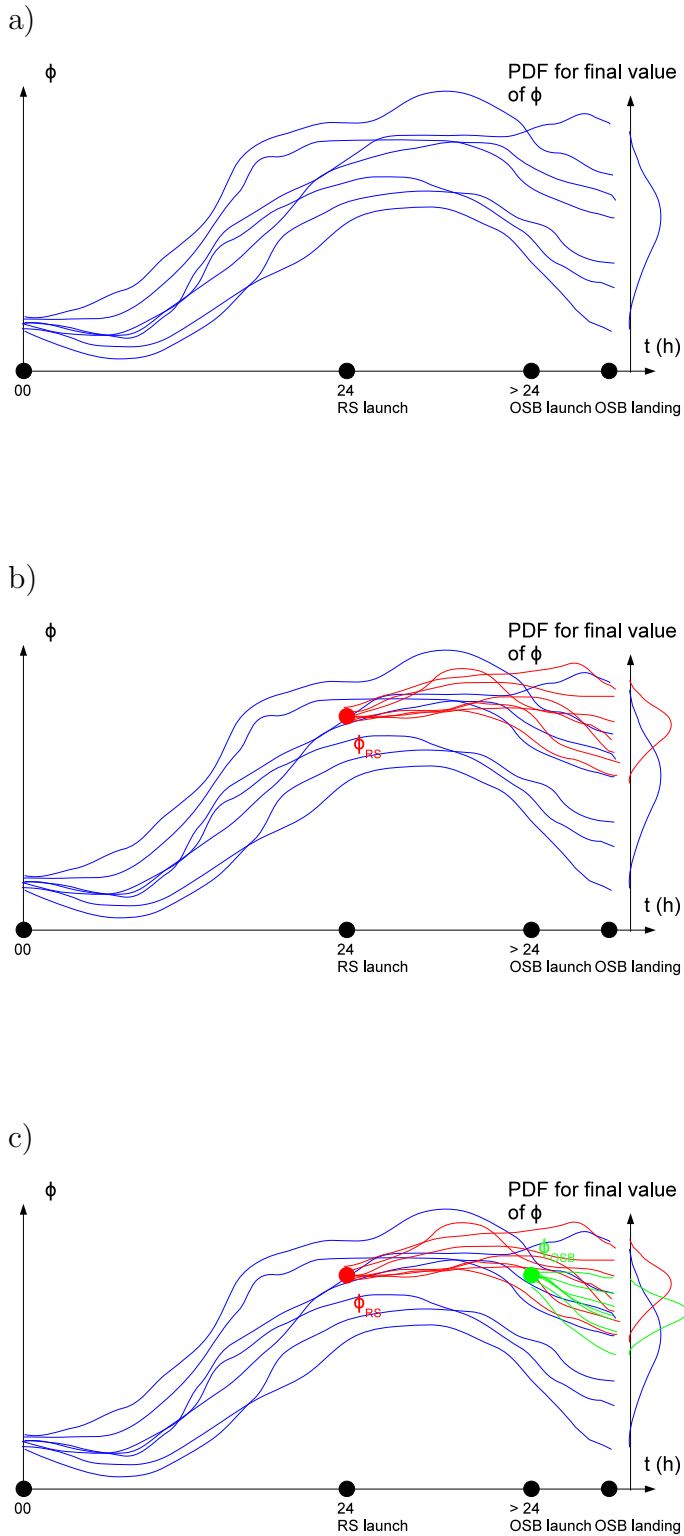 a)
ϕ
PDF for final value
of ϕ
t (h)
00
24
> 24
RS launch
OSB launch
OSB landing
b)
ϕ
PDF for final value
of ϕ
ϕRS
t (h)
00
24
> 24
RS launch
OSB launch
OSB landing
c)
ϕ
PDF for final value
of ϕ
ϕOSB
ϕRS
t (h)
00
24
> 24
RS launch
OSB launch
OSB landing